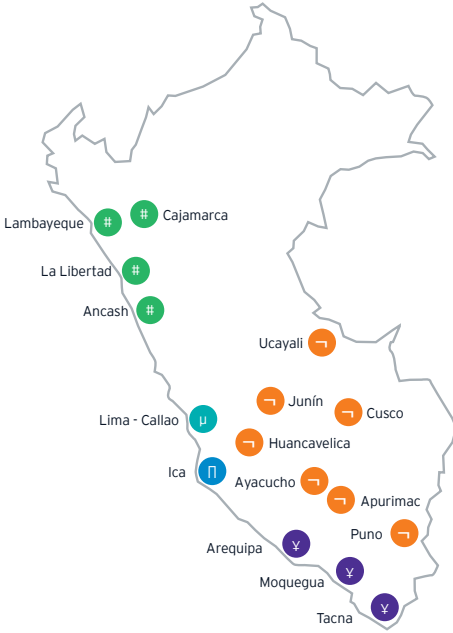 Lambayeque # # Cajamarca
La Libertad #
Ancash #
Ucayali ¬
¬ Junín
¬ Cusco
Lima - Callao µ
¬ Huancavelica
Ica ∏
Ayacucho ¬
¬ Apurimac
Puno ¬
Arequipa ¥
Moquegua ¥
Tacna ¥